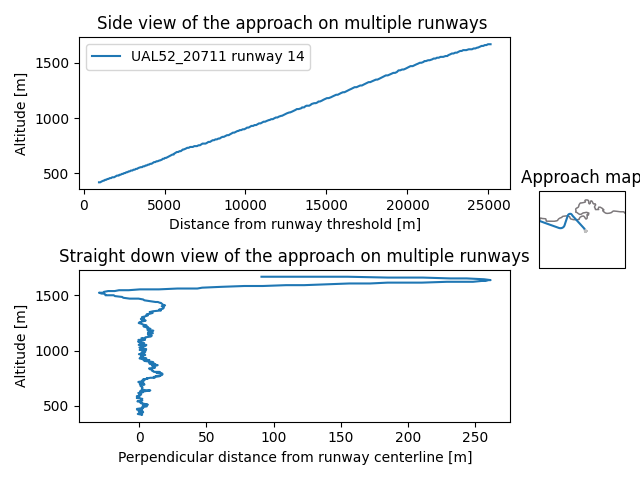 Side view of the approach on multiple runways
1500
1000
500
Altitude [m]
UAL52_20711 runway 14
0 5000 10000 15000 20000 25000
Distance from runway threshold [m]
Approach map
Straight down view of the approach on multiple runways
1500
1000
500
Altitude [m]
0 50 100 150 200 250
Perpendicular distance from runway centerline [m]